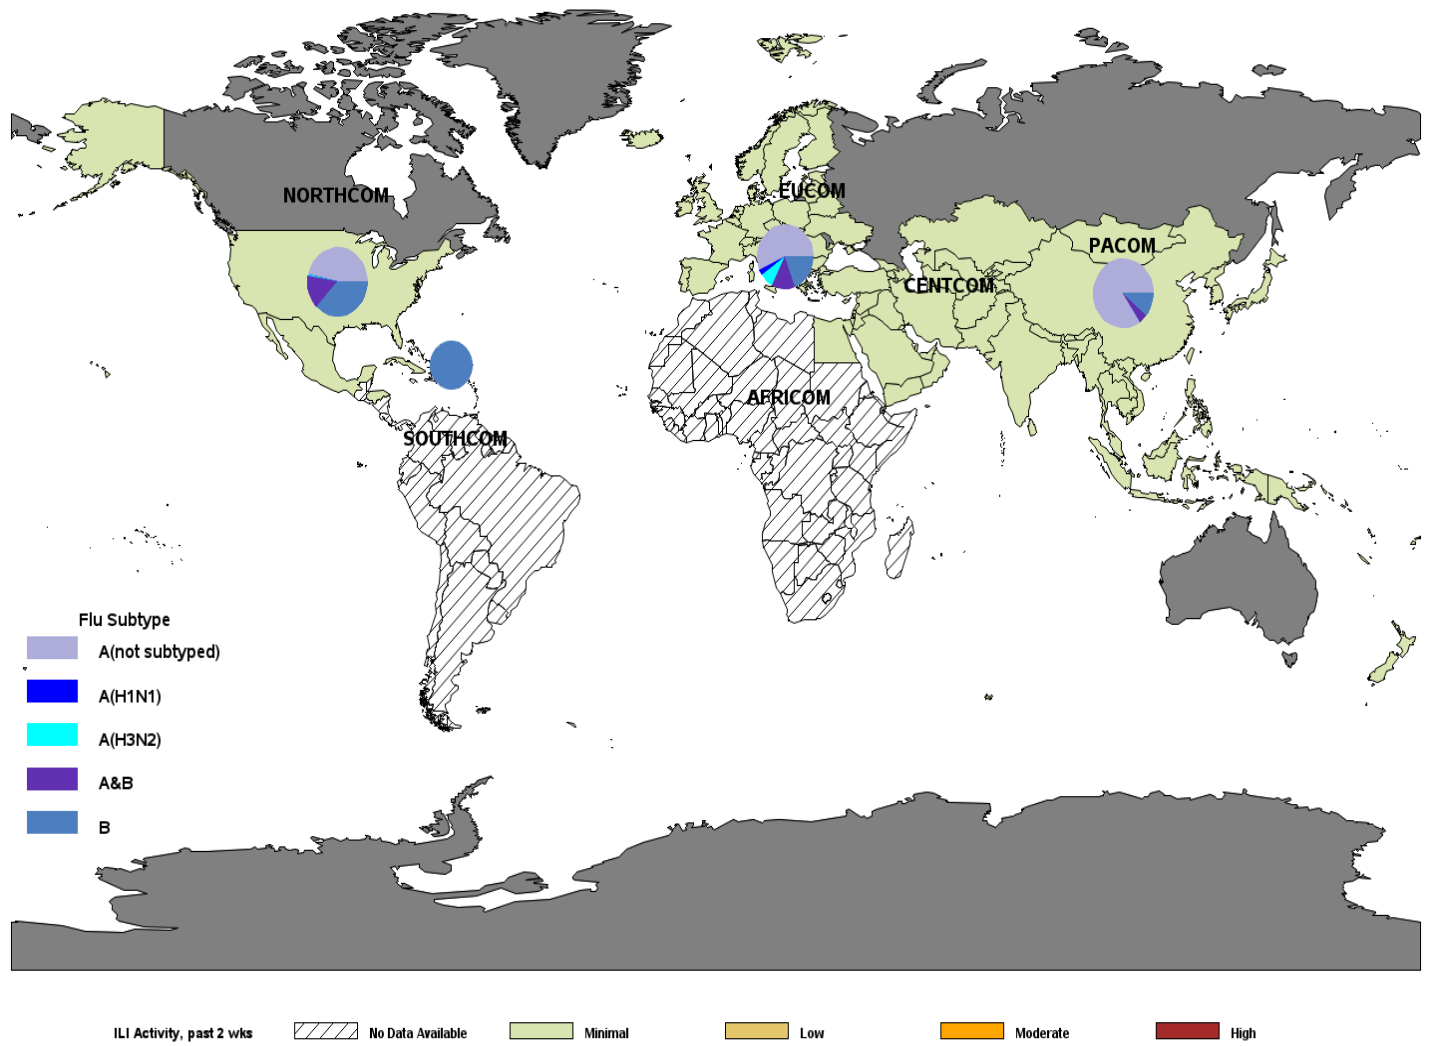 NORTHCOM
EUCOM
PACOM
CENTCOM
AFRICOM
SOUTHCOM
Flu Subtype
A(not subtyped)
A(H1N1)
A(H3N2)
A&B
B
ILI Activity, past 2 wks No Data Available Minimal Low Moderate High